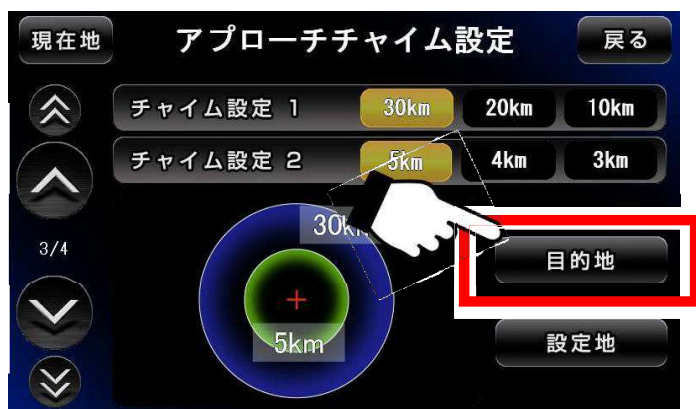 現在地 アプローチチャイム設定 戻る
チャイム設定 1 30km 20km 10km
チャイム設定 2 5km 4km 3km
30km
3/4
目的地
5km
設定地